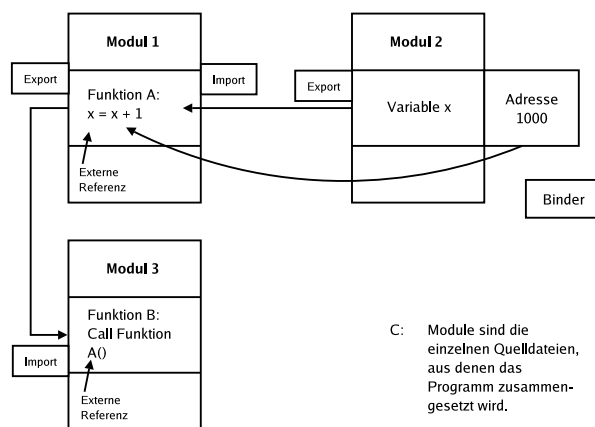 Modul 1
Modul 2
Export
Import
Export
Funktion A:
x = x + 1
Variable x
Adresse
1000
Externe
Referenz
Binder
Modul 3
Funktion B:
Call Funktion
A()
Import
Externe
Referenz
C: Module sind die
einzelnen Quelldateien,
aus denen das
Programm zusammen-
gesetzt wird.